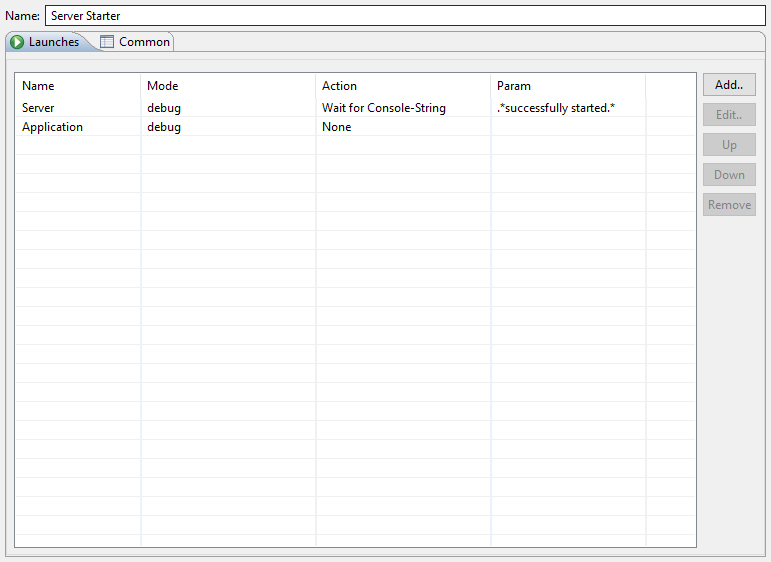 Name: Server Starter
Launches Common
Name Mode Action Param
Server debug Wait for Console-String .*successfully started.*
Application debug None
Add..
Edit..
Up
Down
Remove